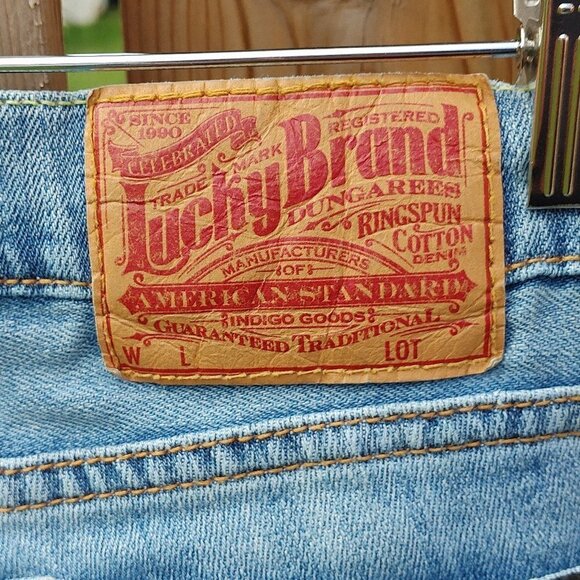 SINCE
1990
CELEBRATED
REGISTERED
TRADE MARK
Lucky Brand
DUNGAREES
RINGSPUN
COTTON
DENIM
MANUFACTURERS
OF
AMERICAN STANDARD
INDIGO GOODS
GUARANTEED TRADITIONAL
W L LOT